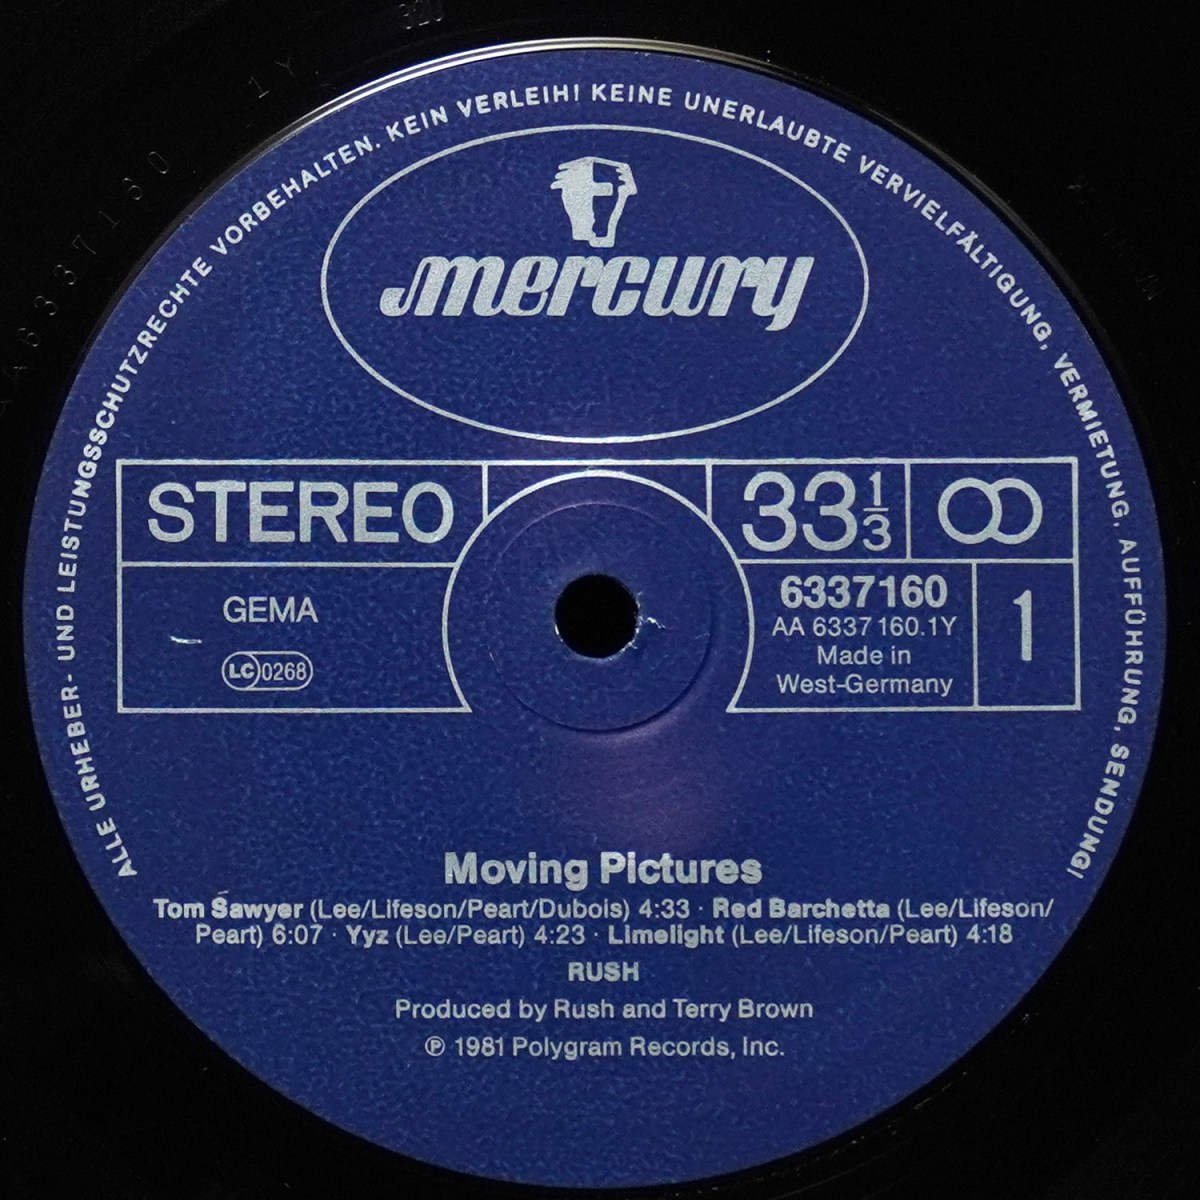 ALLE URHEBER- UND LEISTUNGSSCHUTZRECHTE VORBEHALTEN. KEIN VERLEIH! KEINE UNERLAUBTE VERVIELFÄLTIGUNG, VERMIETUNG, AUFFÜHRUNG, SENDUNG!
mercury
STEREO
33 1/3
GEMA
LC 0268
6337160
AA 6337 160.1Y
Made in
West-Germany
1
Moving Pictures
Tom Sawyer (Lee/Lifeson/Peart/Dubois) 4:33 · Red Barchetta (Lee/Lifeson/
Peart) 6:07 · Yyz (Lee/Peart) 4:23 · Limelight (Lee/Lifeson/Peart) 4:18
RUSH
Produced by Rush and Terry Brown
℗ 1981 Polygram Records, Inc.